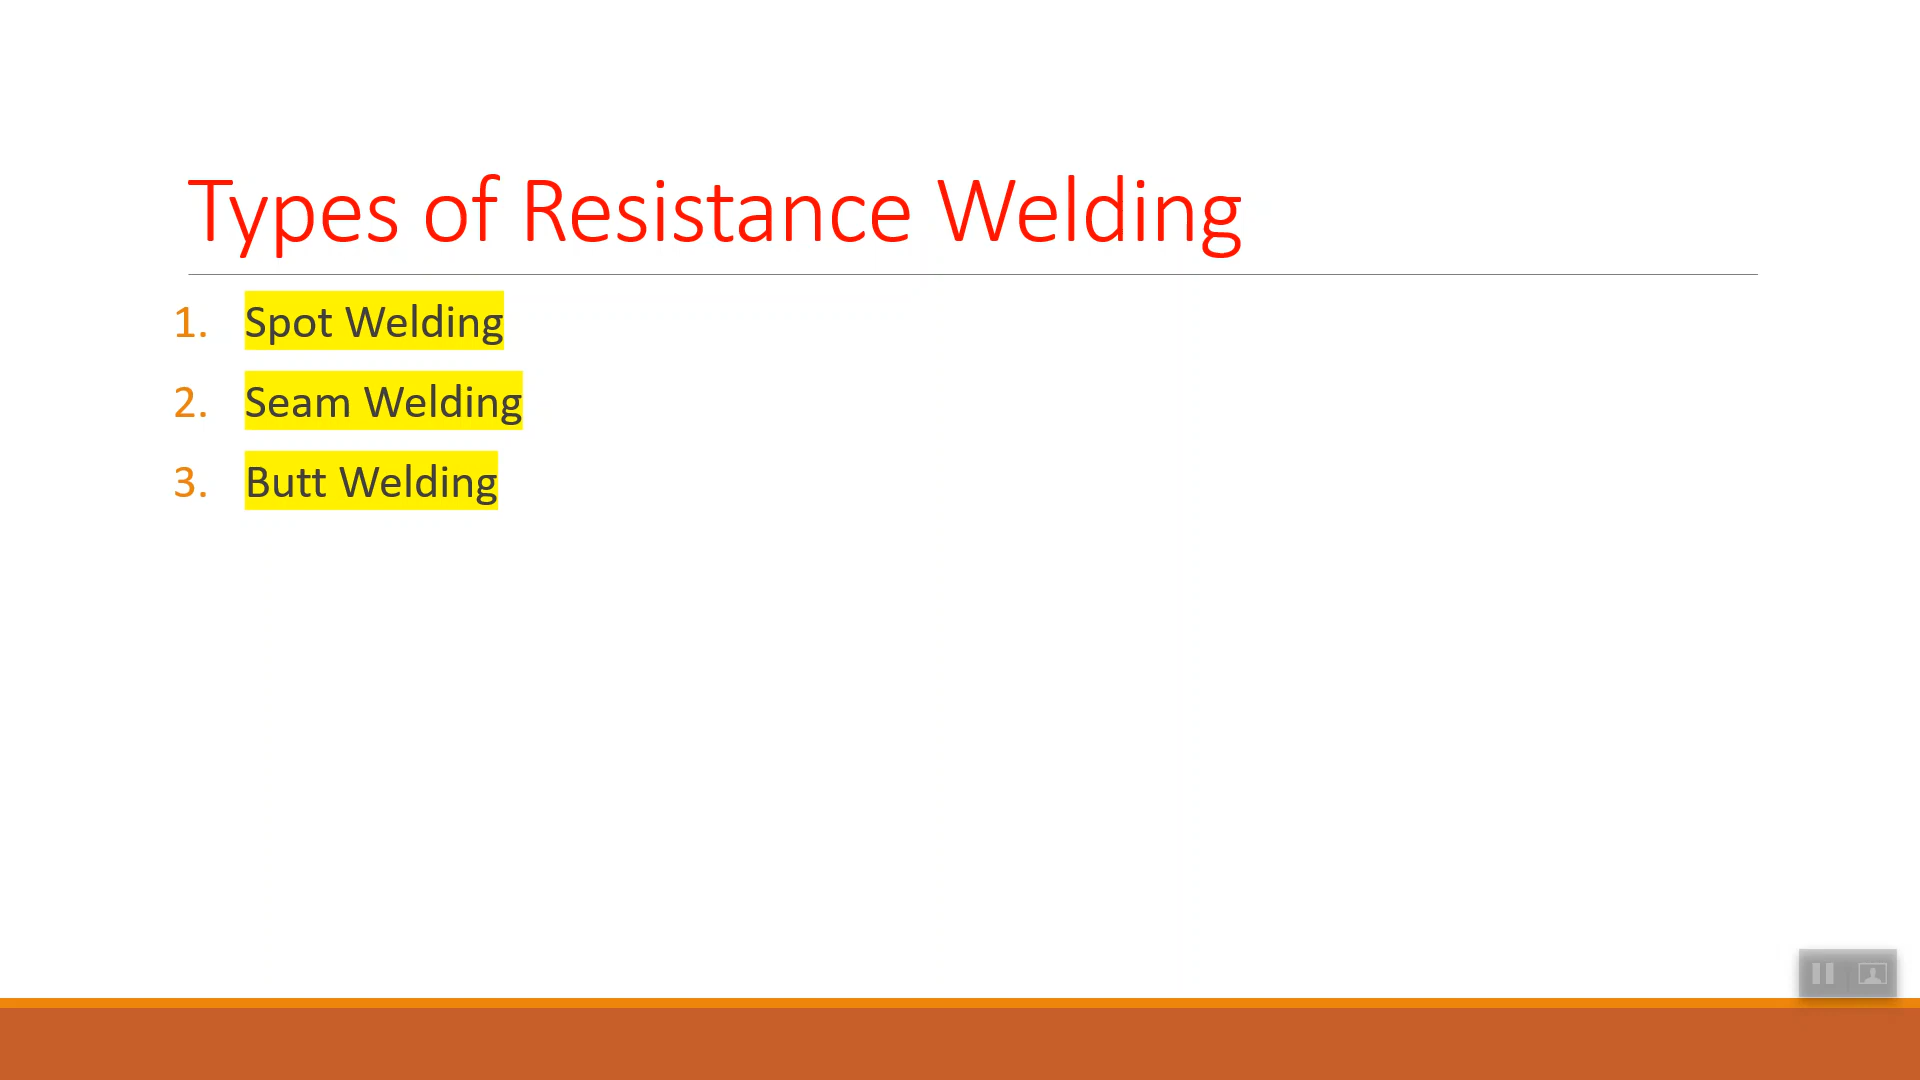 Types of Resistance Welding
1. Spot Welding
2. Seam Welding
3. Butt Welding